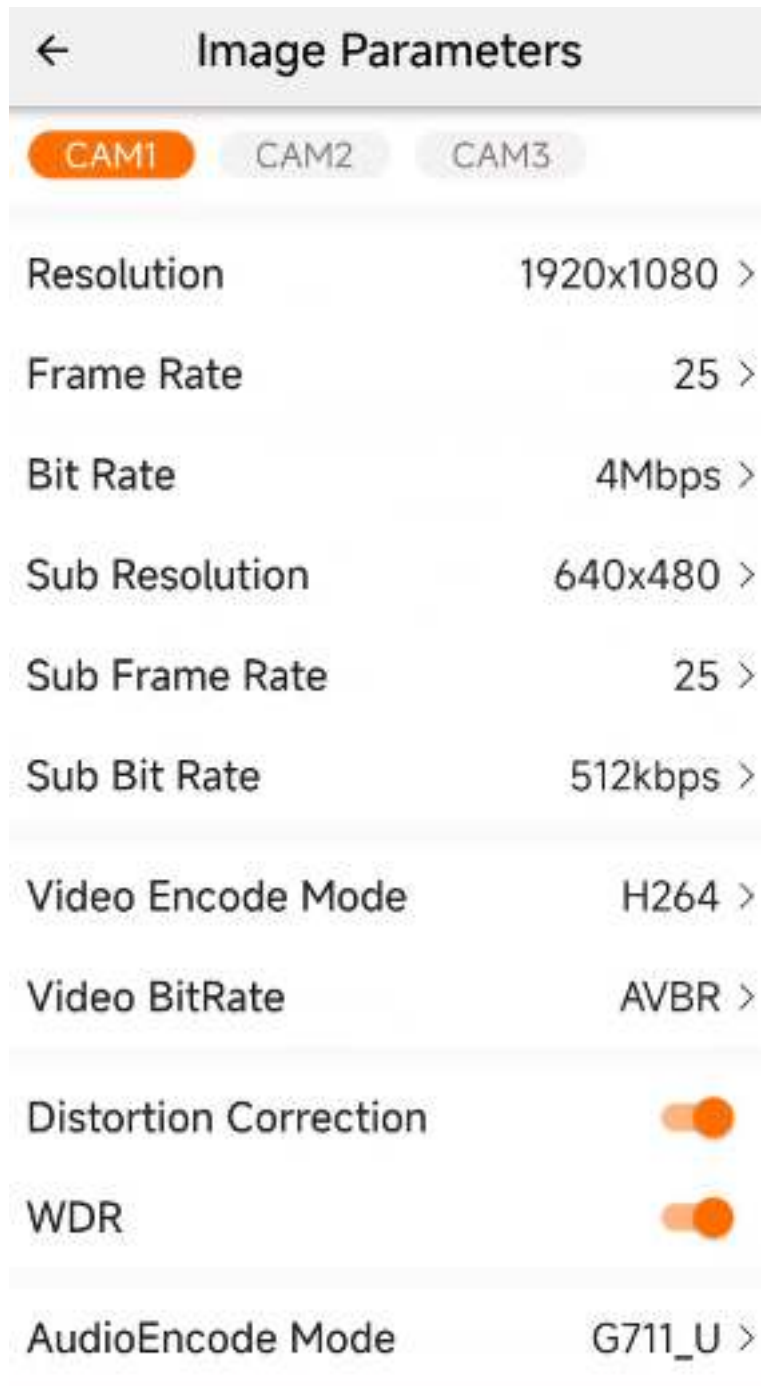 Image Parameters
CAM1 CAM2 CAM3
Resolution 1920x1080
Frame Rate 25
Bit Rate 4Mbps
Sub Resolution 640x480
Sub Frame Rate 25
Sub Bit Rate 512kbps
Video Encode Mode H264
Video BitRate AVBR
Distortion Correction
WDR
AudioEncode Mode G711_U